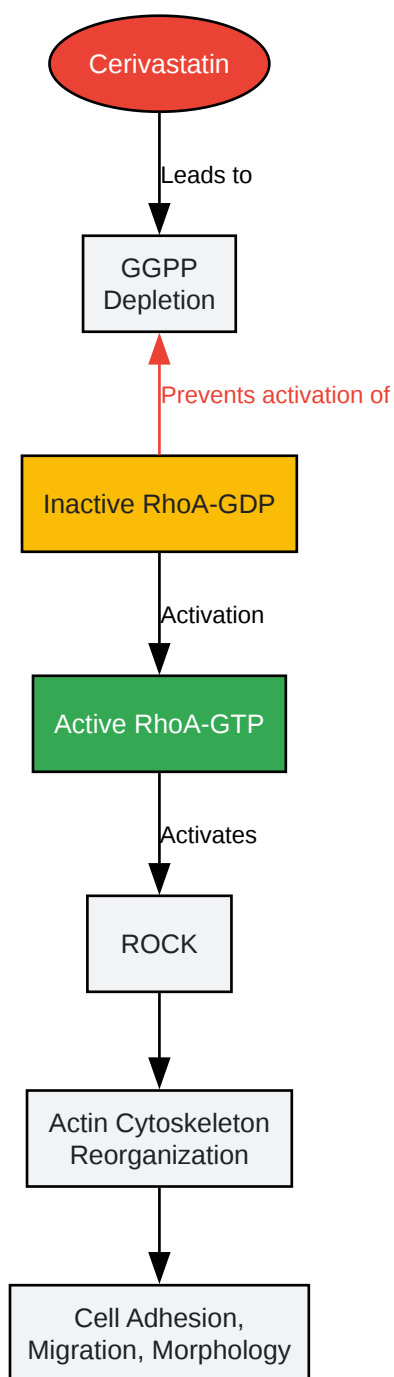 Cerivastatin
Leads to
GGPP
Depletion
Prevents activation of
Inactive RhoA-GDP
Activation
Active RhoA-GTP
Activates
ROCK
Actin Cytoskeleton
Reorganization
Cell Adhesion,
Migration, Morphology